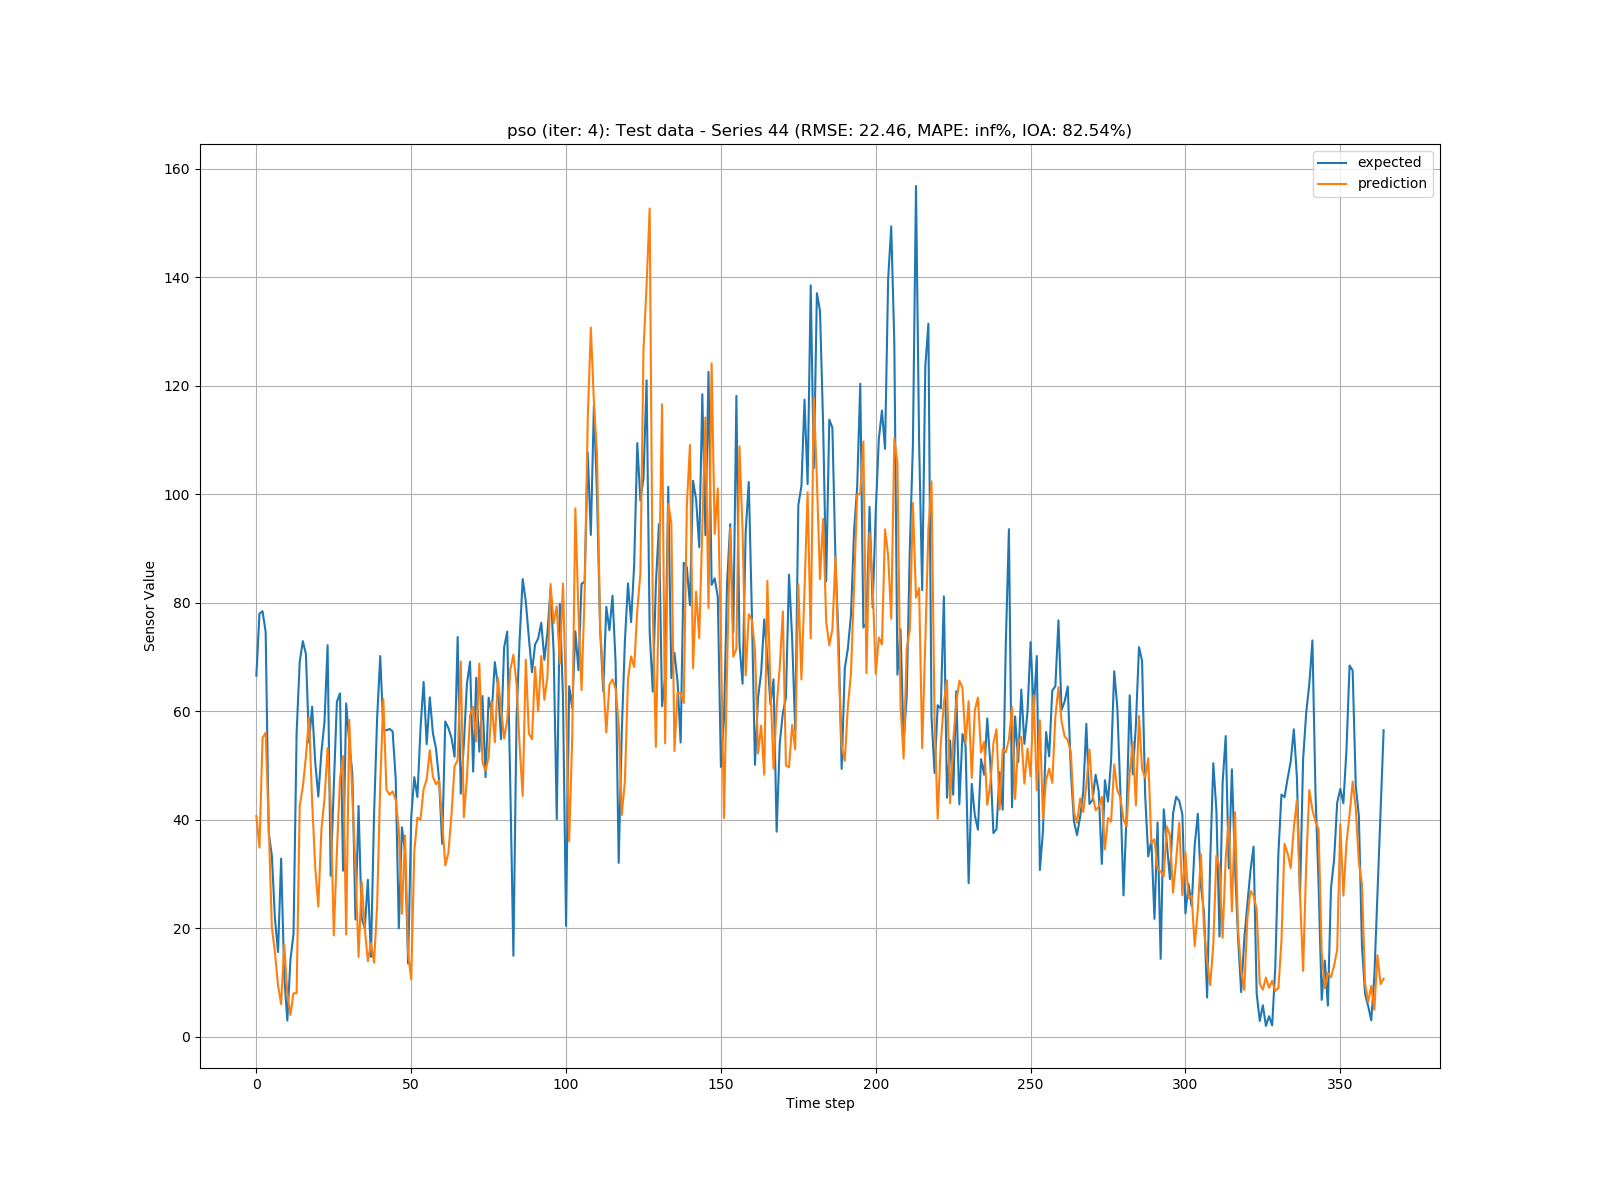 pso (iter: 4): Test data - Series 44 (RMSE: 22.46, MAPE: inf%, IOA: 82.54%)
expected
prediction
160
140
120
100
80
60
40
20
0
Sensor Value
0 50 100 150 200 250 300 350
Time step